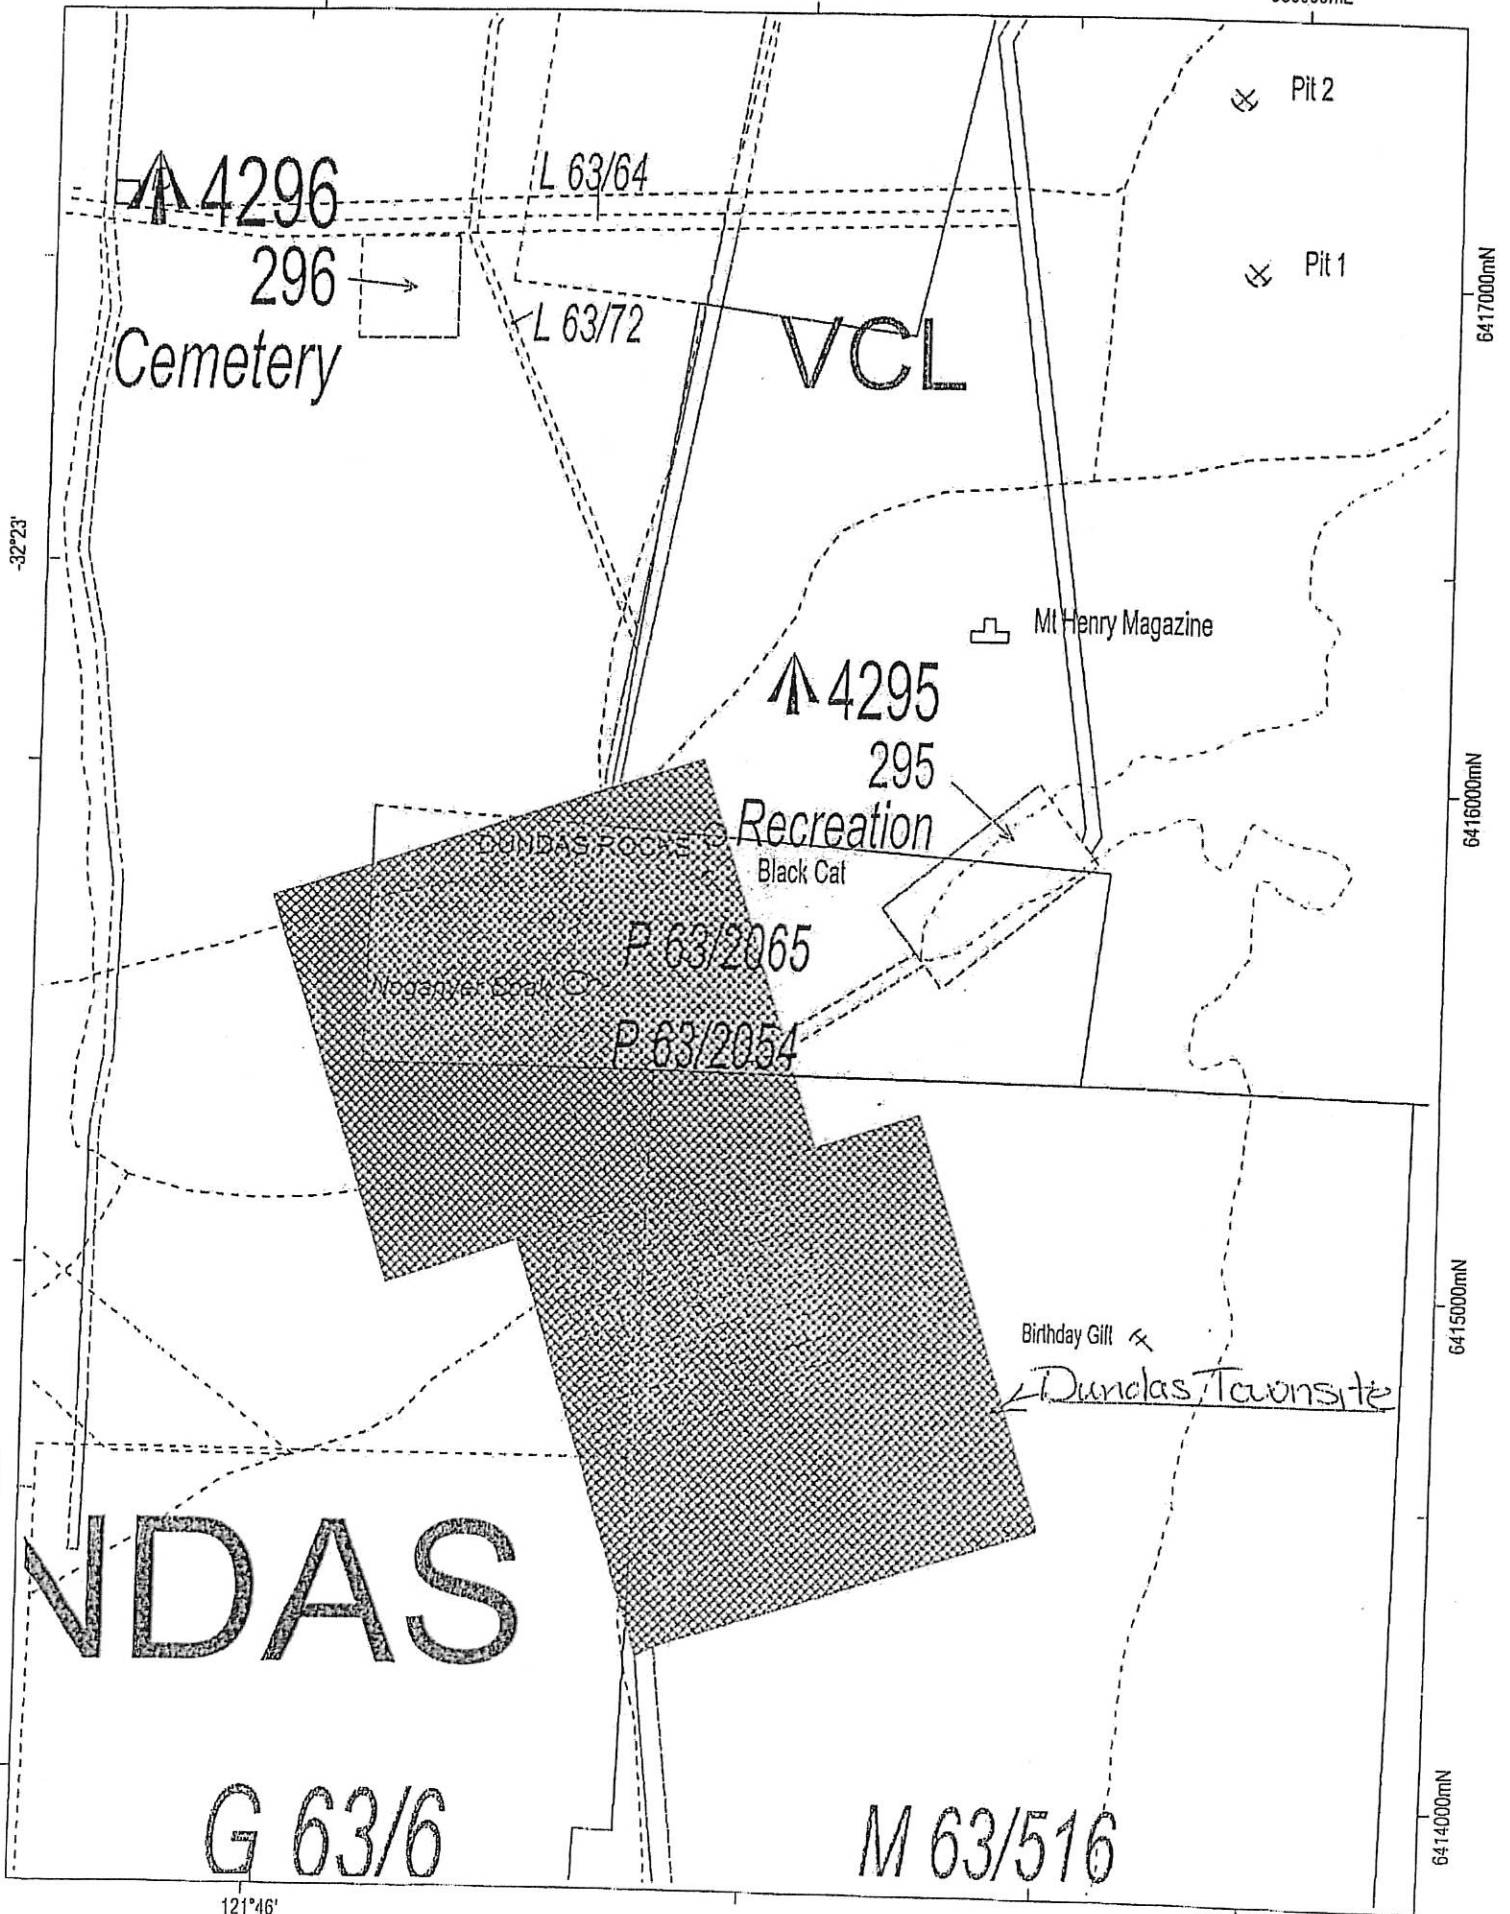 Pit 2
4296
L 63/64
296
Pit 1
6417000mN
Cemetery
L 63/72
VCL
-32°23'
Mt Henry Magazine
4295
295
6416000mN
Recreation
DUNDAS ROCKS
Black Cat
P 63/2065
P 63/2054
6415000mN
Birthday Gift
Dundas Townsite
NDAS
G 63/6
M 63/516
6414000mN
121°46'